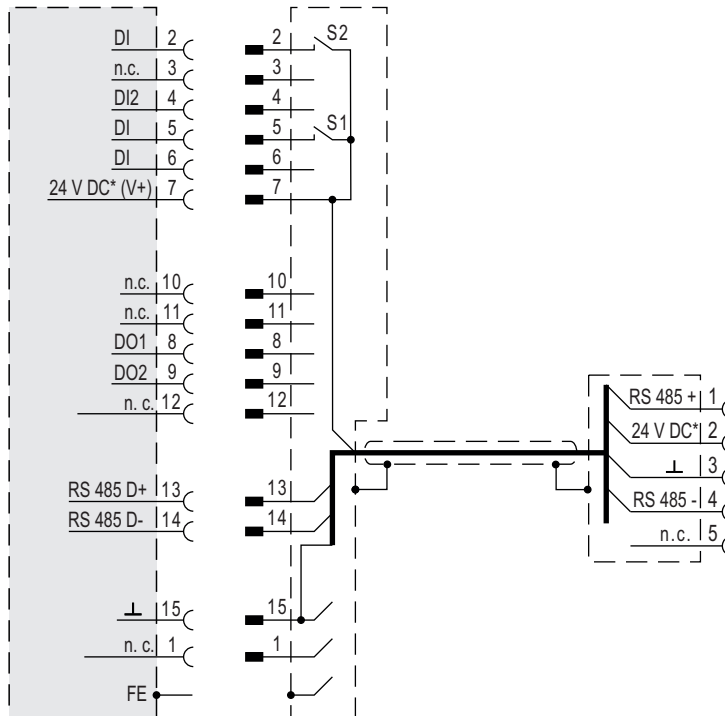 DI 2 2 S2
n.c. 3 3
DI2 4 4
DI 5 5 S1
DI 6 6
24 V DC* (V+) 7 7
n.c. 10 10
n.c. 11 11
DO1 8 8
DO2 9 9
n. c. 12 12
RS 485 + 1
24 V DC* 2
⊥ 3
RS 485 - 4
n.c. 5
RS 485 D+ 13 13
RS 485 D- 14 14
⊥ 15 15
n. c. 1 1
FE